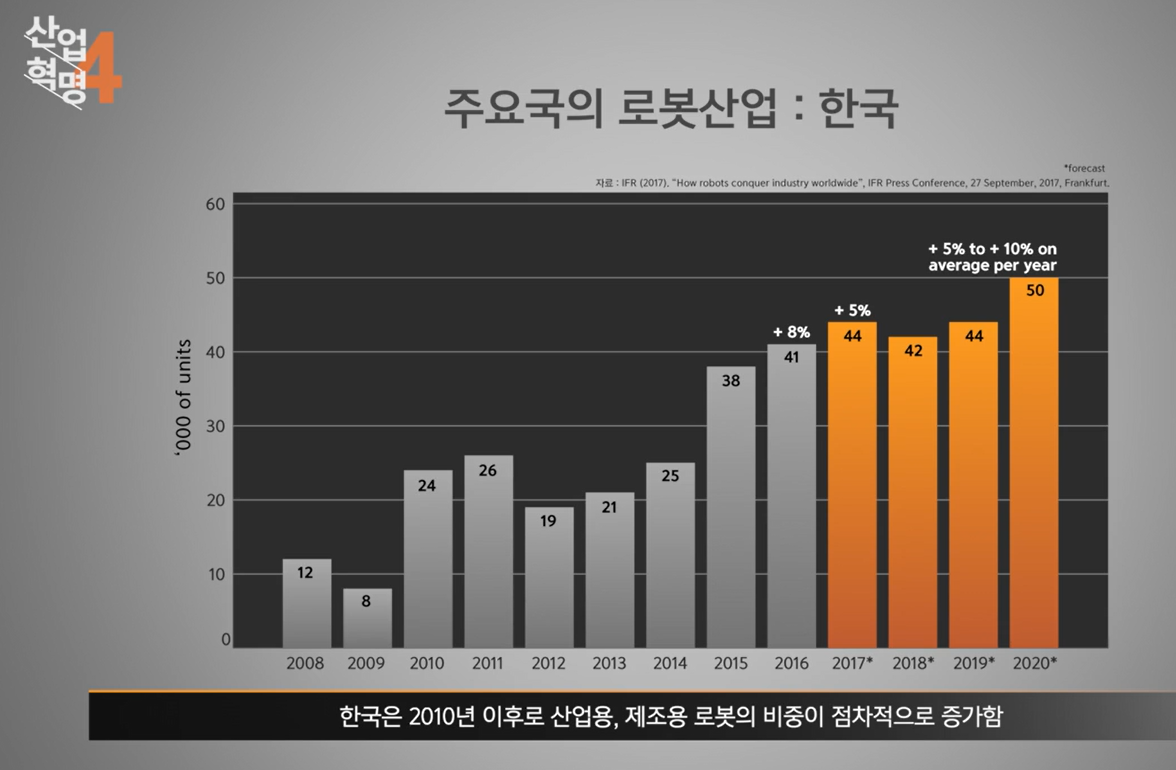 산업
혁명
4
주요국의 로봇산업 : 한국
*forecast
자료 : IFR (2017), "How robots conquer industry worldwide", IFR Press Conference, 27 September, 2017, Frankfurt.
'000 of units
60
50
40
30
20
10
0
12
8
24
26
19
21
25
38
+ 8%
41
+ 5%
44
42
44
+ 5% to + 10% on
average per year
50
2008 2009 2010 2011 2012 2013 2014 2015 2016 2017* 2018* 2019* 2020*
한국은 2010년 이후로 산업용, 제조용 로봇의 비중이 점차적으로 증가함